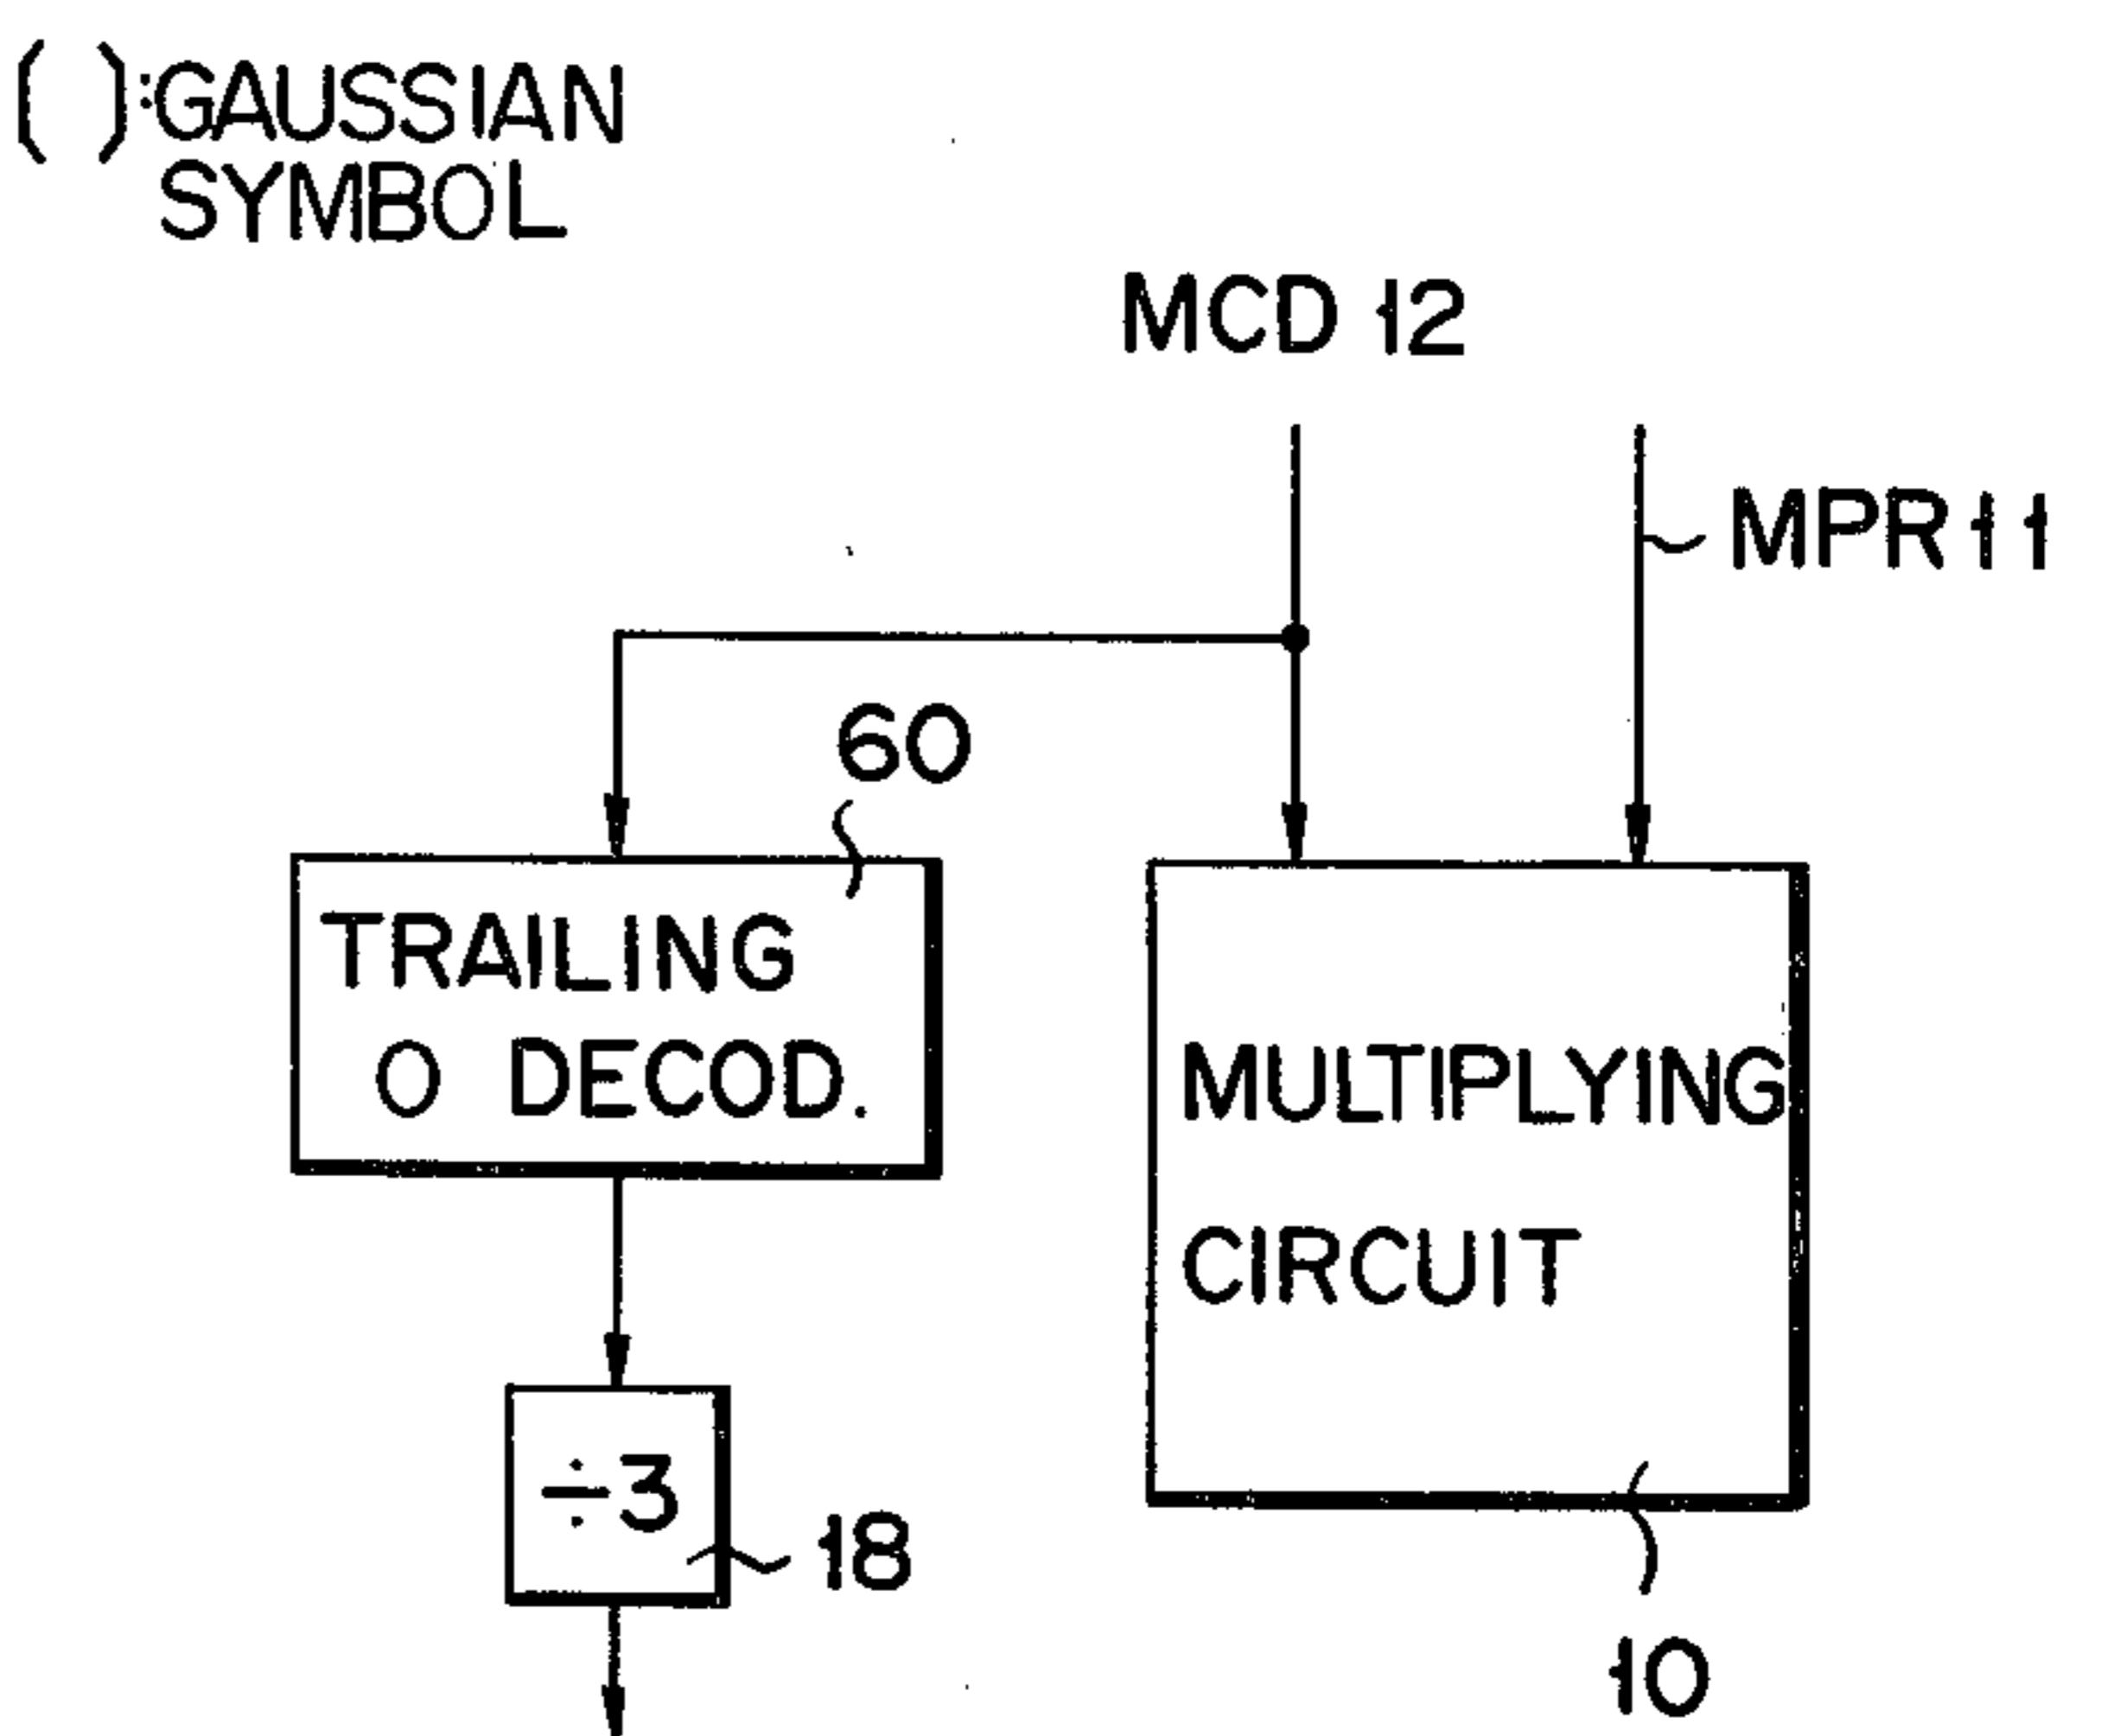 ( ):GAUSSIAN
SYMBOL
MCD 12
MPR 11
60
TRAILING
0 DECOD.
MULTIPLYING
CIRCUIT
÷3
18
10